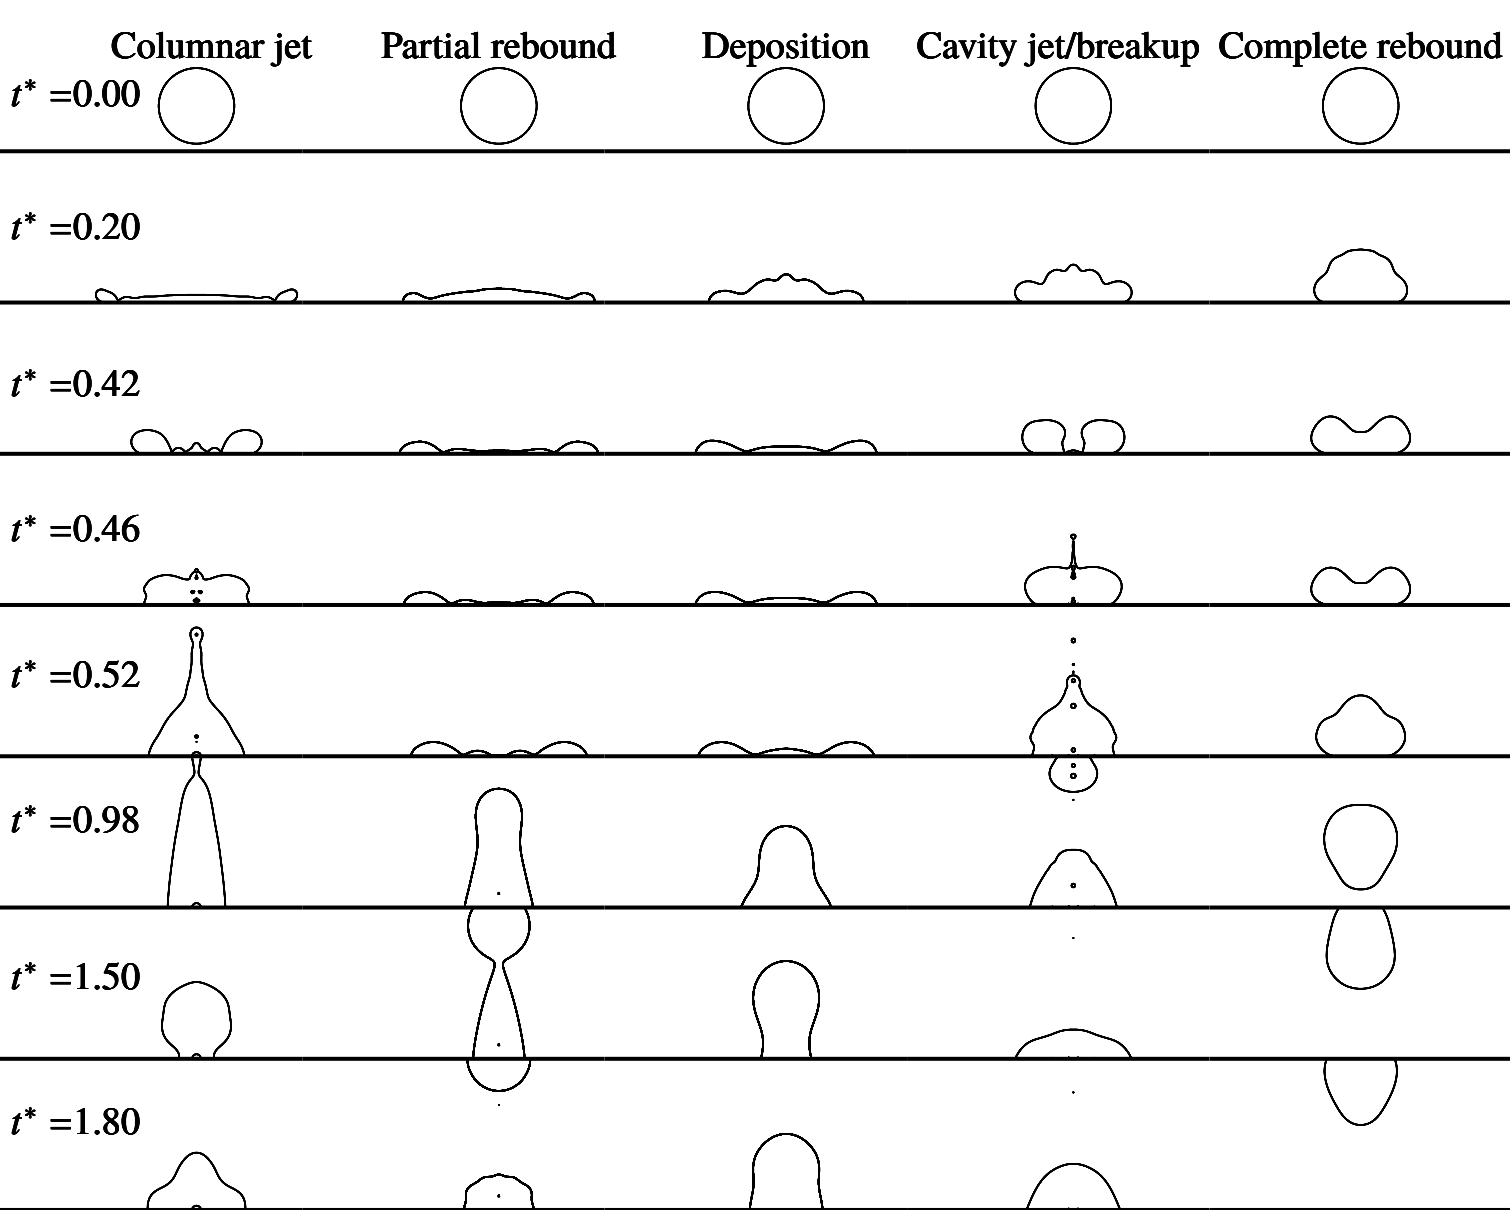 Columnar jet Partial rebound Deposition Cavity jet/breakup Complete rebound
t* =0.00
t* =0.20
t* =0.42
t* =0.46
t* =0.52
t* =0.98
t* =1.50
t* =1.80